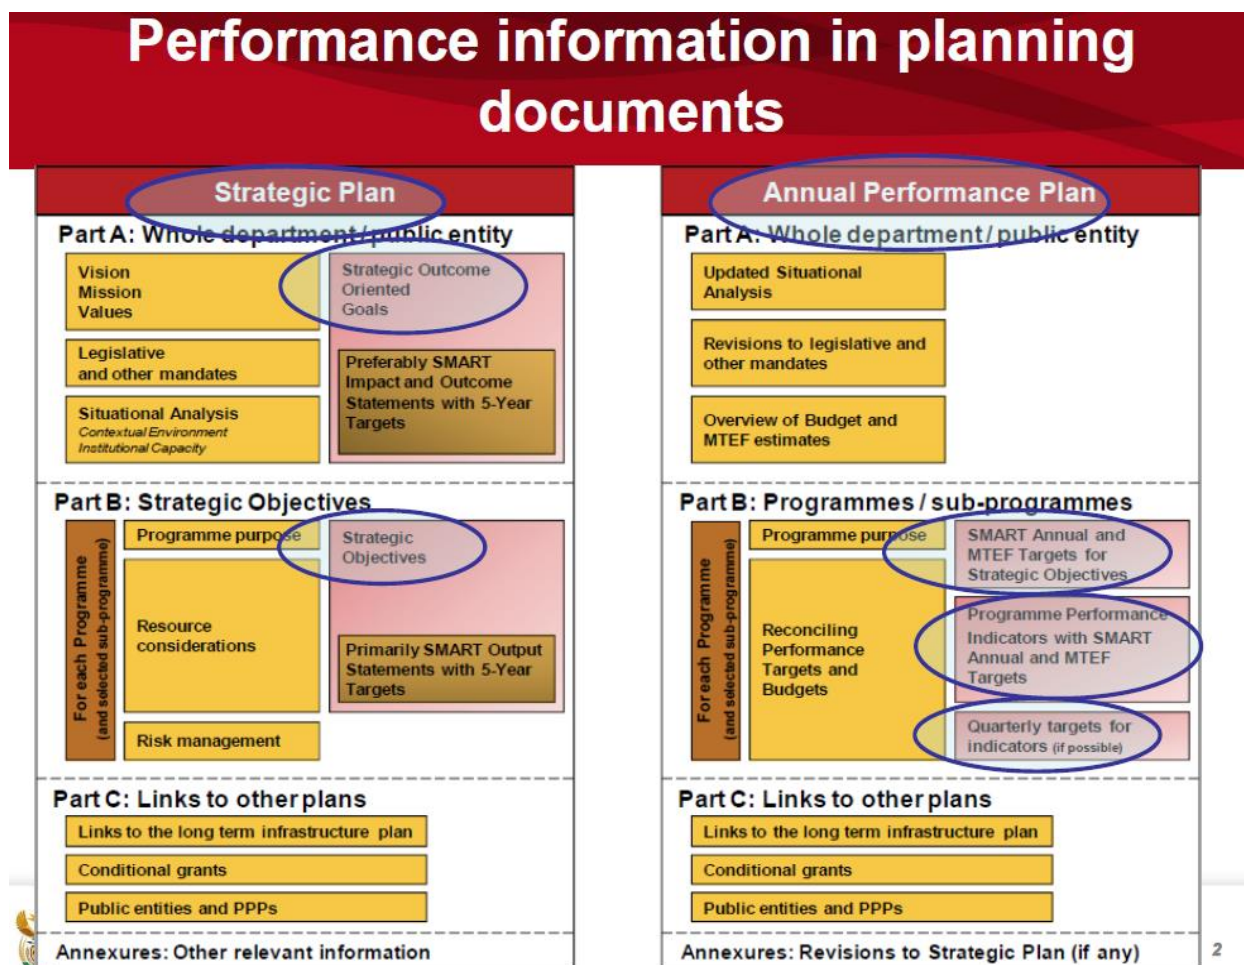 Performance information in planning
documents
Strategic Plan
Part A: Whole department / public entity
Vision
Mission
Values
Strategic Outcome
Oriented
Goals
Legislative
and other mandates
Preferably SMART
Impact and Outcome
Statements with 5-Year
Targets
Situational Analysis
Contextual Environment
Institutional Capacity
Part B: Strategic Objectives
For each Programme
(and selected sub-programme)
Programme purpose
Strategic
Objectives
Resource
considerations
Primarily SMART Output
Statements with 5-Year
Targets
Risk management
Part C: Links to other plans
Links to the long term infrastructure plan
Conditional grants
Public entities and PPPs
Annexures: Other relevant information
Annual Performance Plan
Part A: Whole department / public entity
Updated Situational
Analysis
Revisions to legislative and
other mandates
Overview of Budget and
MTEF estimates
Part B: Programmes / sub-programmes
For each Programme
(and selected sub-programme)
Programme purpose
SMART Annual and
MTEF Targets for
Strategic Objectives
Reconciling
Performance
Targets and
Budgets
Programme Performance
Indicators with SMART
Annual and MTEF
Targets
Quarterly targets for
indicators (if possible)
Part C: Links to other plans
Links to the long term infrastructure plan
Conditional grants
Public entities and PPPs
Annexures: Revisions to Strategic Plan (if any)
2